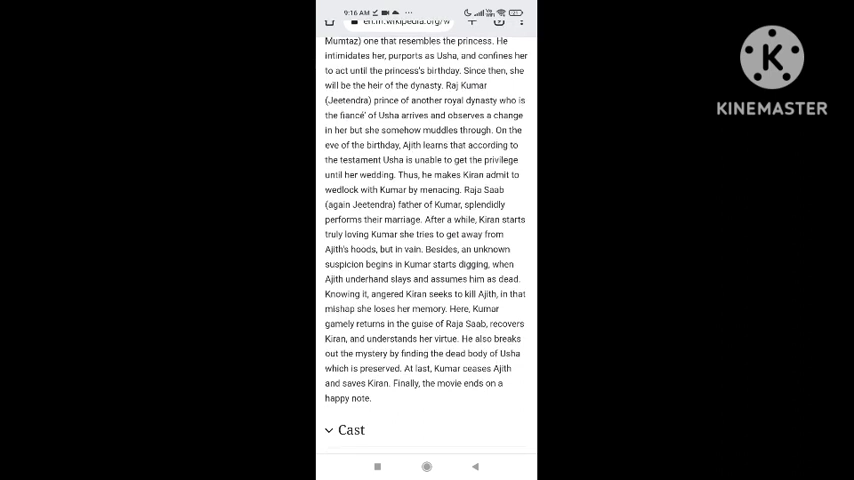 9:16 AM
en.m.wikipedia.org/w
Mumtaz) one that resembles the princess. He
intimidates her, purports as Usha, and confines her
to act until the princess's birthday. Since then, she
will be the heir of the dynasty. Raj Kumar
(Jeetendra) prince of another royal dynasty who is
the fiancé' of Usha arrives and observes a change
in her but she somehow muddles through. On the
eve of the birthday, Ajith learns that according to
the testament Usha is unable to get the privilege
until her wedding. Thus, he makes Kiran admit to
wedlock with Kumar by menacing. Raja Saab
(again Jeetendra) father of Kumar, splendidly
performs their marriage. After a while, Kiran starts
truly loving Kumar she tries to get away from
Ajith's hoods, but in vain. Besides, an unknown
suspicion begins in Kumar starts digging, when
Ajith underhand slays and assumes him as dead.
Knowing it, angered Kiran seeks to kill Ajith, in that
mishap she loses her memory. Here, Kumar
gamely returns in the guise of Raja Saab, recovers
Kiran, and understands her virtue. He also breaks
out the mystery by finding the dead body of Usha
which is preserved. At last, Kumar ceases Ajith
and saves Kiran. Finally, the movie ends on a
happy note.
Cast
KINEMASTER